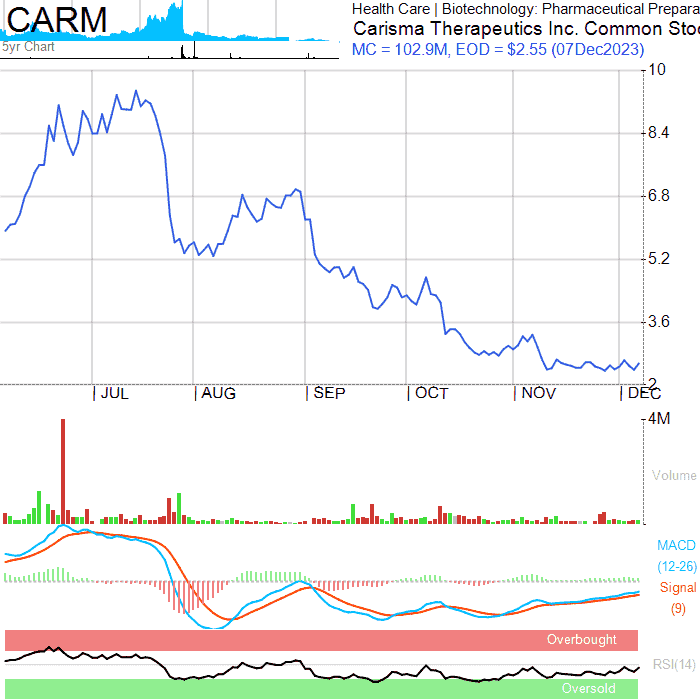 CARM
5yr Chart
Health Care | Biotechnology: Pharmaceutical Prepara
Carisma Therapeutics Inc. Common Stoc
MC = 102.9M, EOD = $2.55 (07Dec2023)
10
8.4
6.8
5.2
3.6
2
JUL
AUG
SEP
OCT
NOV
DEC
4M
Volume
MACD
(12-26)
Signal
(9)
Overbought
RSI(14)
Oversold